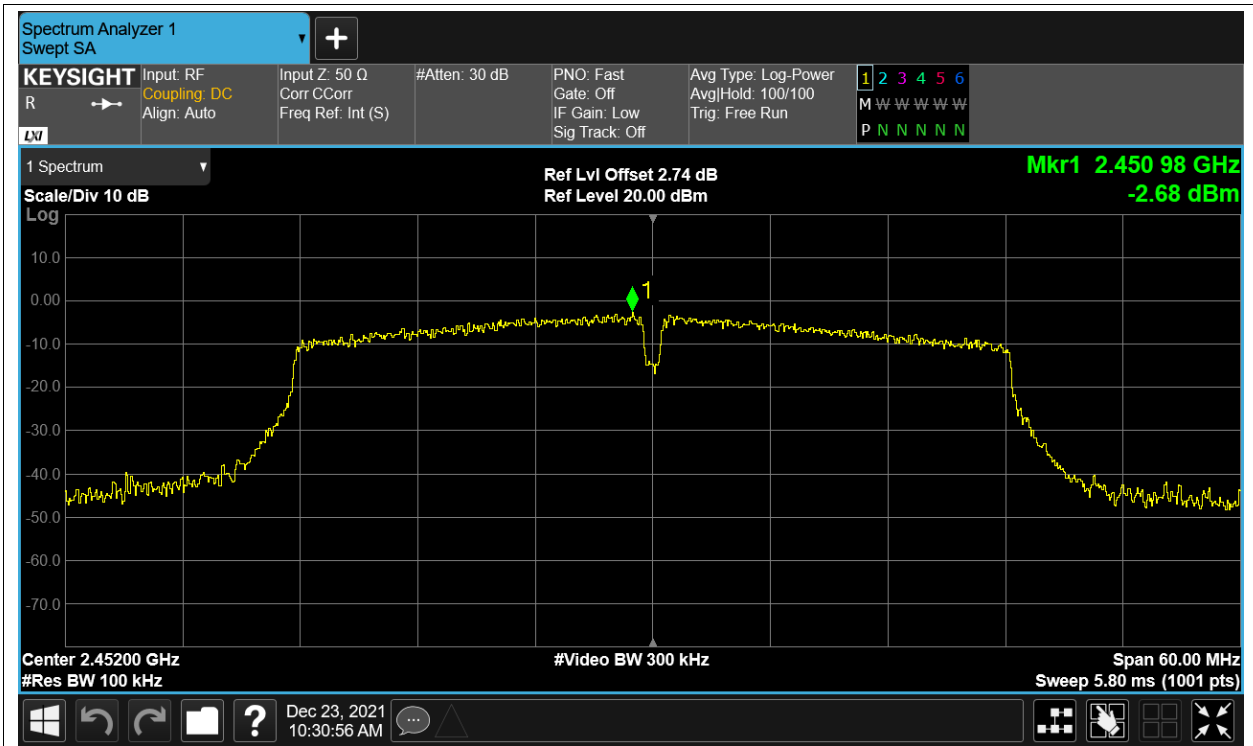 Spectrum Analyzer 1
Swept SA
+
KEYSIGHT
R
LXI
Input: RF
Coupling: DC
Align: Auto
Input Z: 50 Ω
Corr CCorr
Freq Ref: Int (S)
#Atten: 30 dB
PNO: Fast
Gate: Off
IF Gain: Low
Sig Track: Off
Avg Type: Log-Power
Avg|Hold: 100/100
Trig: Free Run
1 2 3 4 5 6
M W W W W W
P N N N N N
1 Spectrum
Scale/Div 10 dB
Log
Ref Lvl Offset 2.74 dB
Ref Level 20.00 dBm
Mkr1 2.450 98 GHz
-2.68 dBm
10.0
0.00
-10.0
-20.0
-30.0
-40.0
-50.0
-60.0
-70.0
1
Center 2.45200 GHz
#Res BW 100 kHz
#Video BW 300 kHz
Span 60.00 MHz
Sweep 5.80 ms (1001 pts)
?
Dec 23, 2021
10:30:56 AM